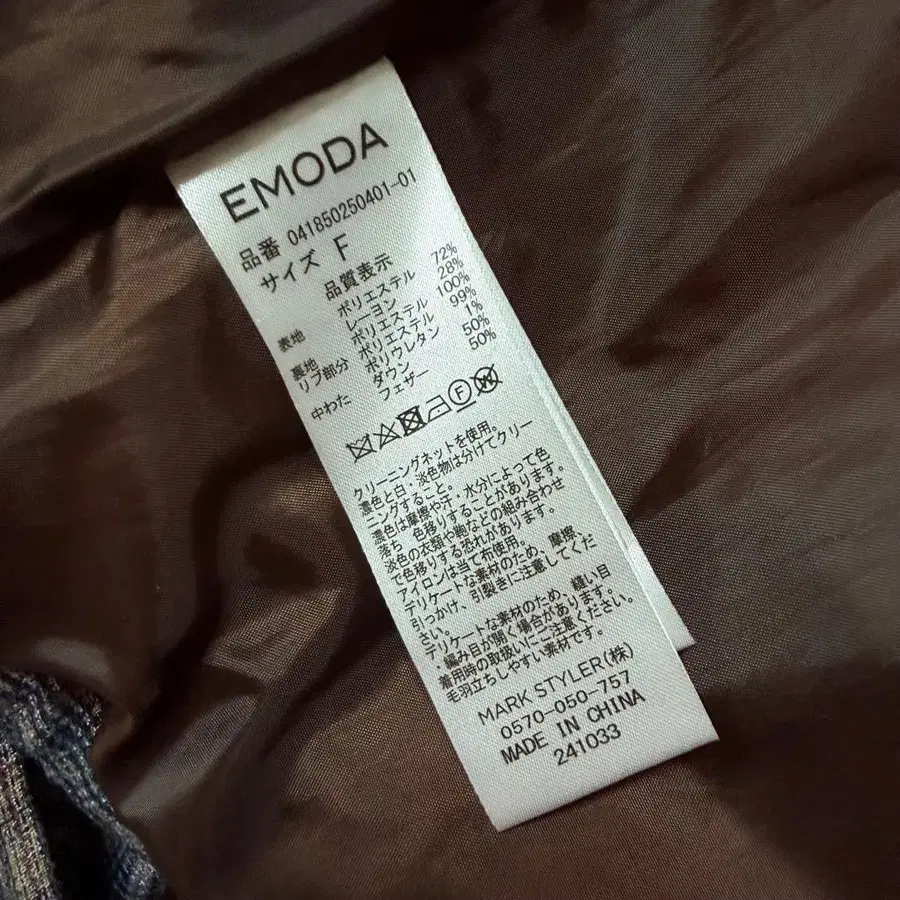 EMODA
品番 041850250401-01
サイズ F
品質表示
表地 ポリエステル 72%
レーヨン 28%
裏地 ポリエステル 100%
リブ部分 ポリエステル 99%
ポリウレタン 1%
中わた ダウン 50%
フェザー 50%
F W
クリーニングネットを使用。
濃色と白・淡色物は分けてクリー
ニングすること。
濃色は摩擦や汗・水分によって色
落ち 色移りすることがあります。
淡色の衣類や鞄などの組み合わせ
で色移りする恐れがあります。
アイロンは当て布使用。
デリケートな素材のため、摩擦
引っかけ、引裂きに注意してくだ
さい。
デリケートな素材のため、縫い目
・編み目が開く場合があります。
着用時の取扱いにご注意ください。
毛羽立ちしやすい素材です。
MARK STYLER(株)
0570-050-757
MADE IN CHINA
241033